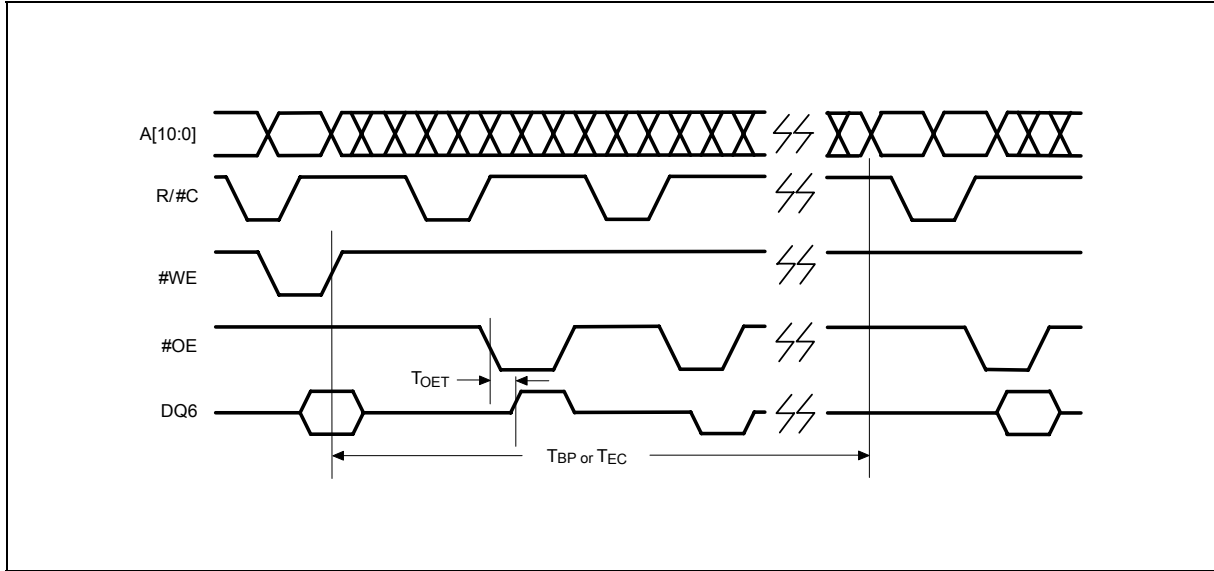 A[10:0]
R/#C
#WE
#OE
TOET
DQ6
TBP or TEC